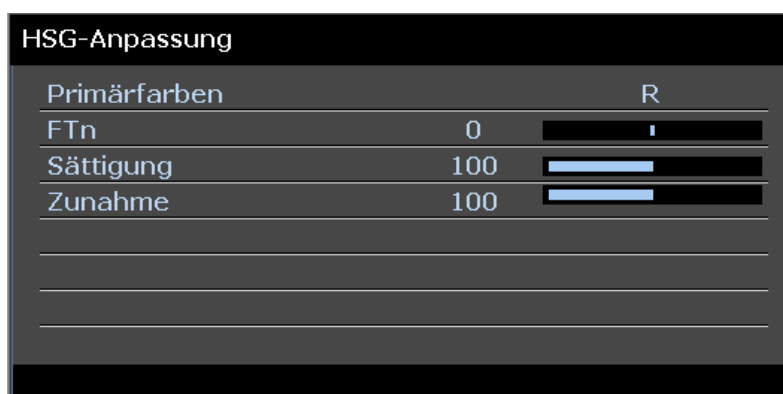 HSG-Anpassung
Primärfarben R
FTn 0
Sättigung 100
Zunahme 100